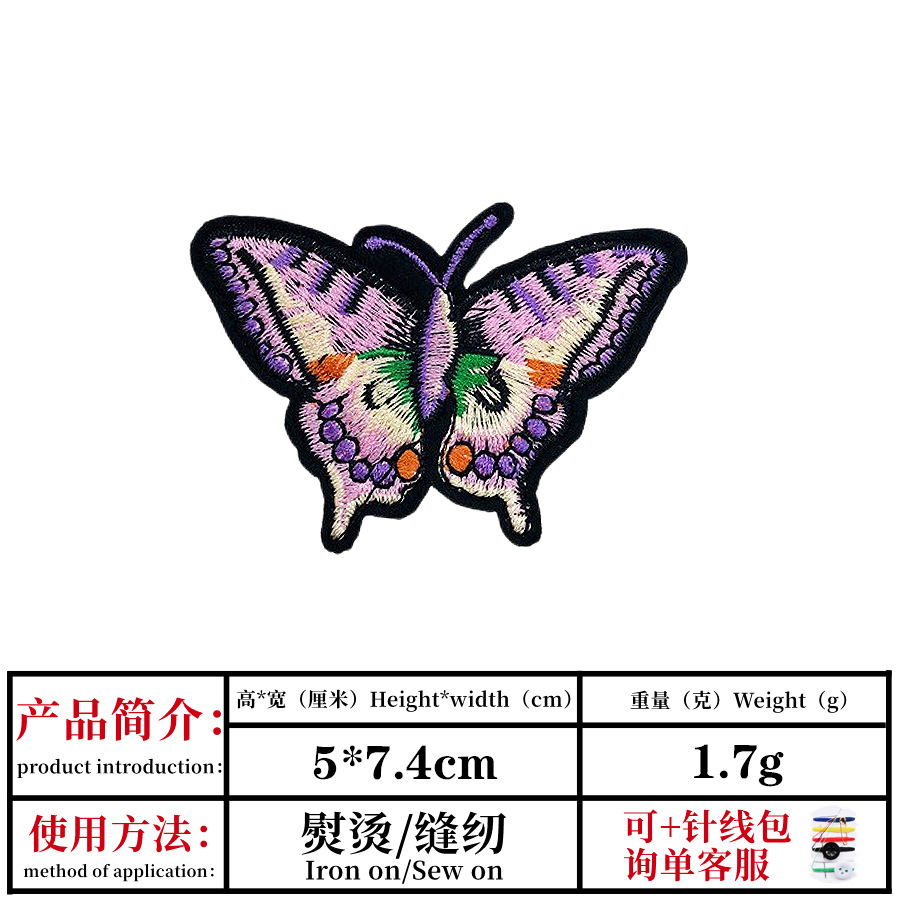 产品简介：
product introduction：
高*宽（厘米）Height*width（cm）
重量（克）Weight（g）
5*7.4cm
1.7g
使用方法：
method of application：
熨烫/缝纫
Iron on/Sew on
可+针线包
询单客服